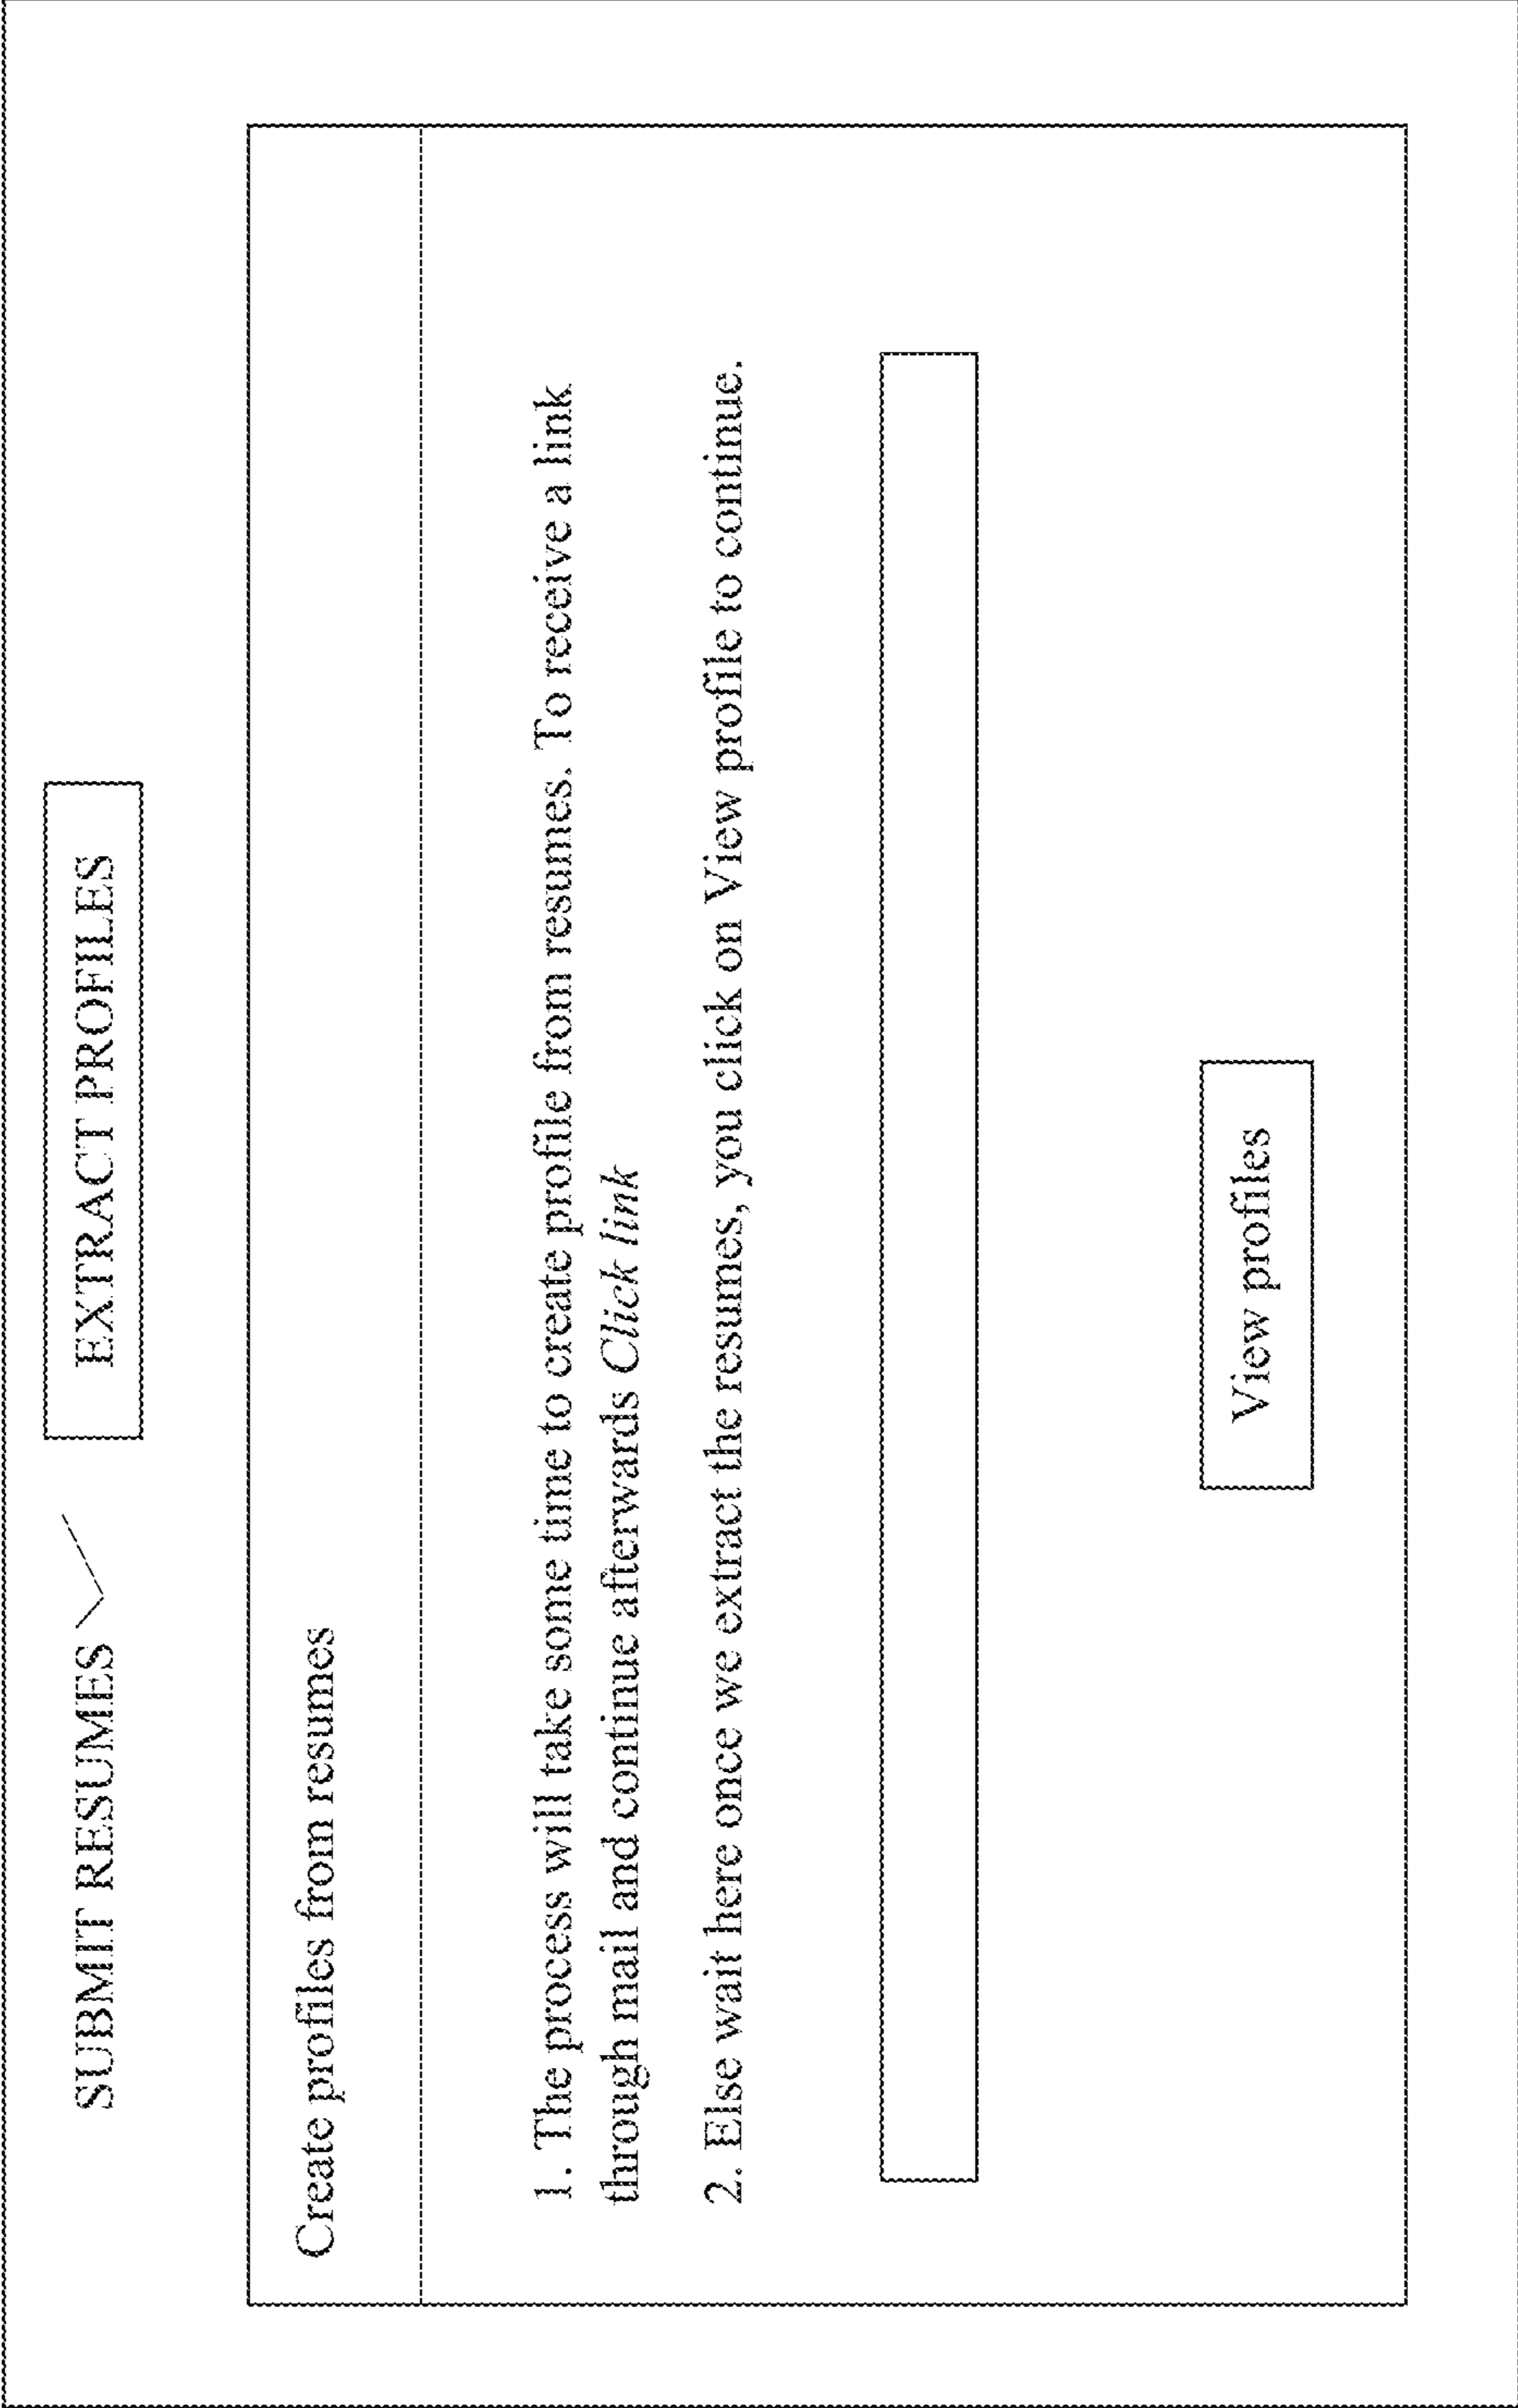 SUBMIT RESUMES
EXTRACT PROFILES
Create profiles from resumes
1. The process will take some time to create profile from resumes. To receive a link
through mail and continue afterwards Click link
2. Else wait here once we extract the resumes, you click on View profile to continue.
View profiles